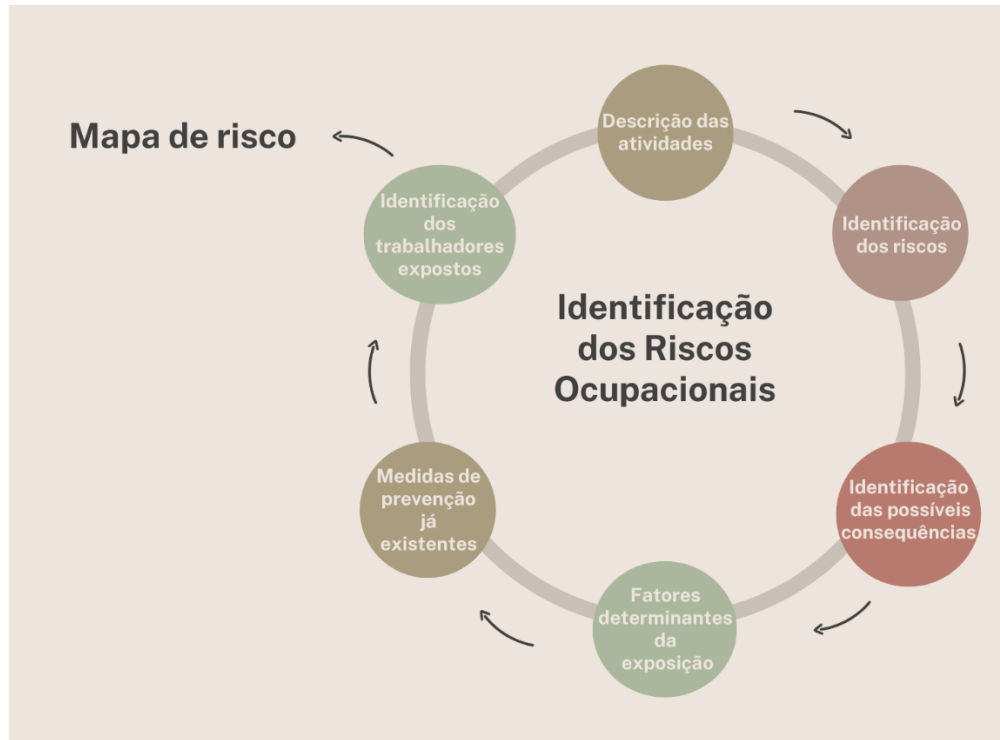 Mapa de risco
Descrição das
atividades
Identificação
dos riscos
Identificação
das possíveis
consequências
Fatores
determinantes
da
exposição
Medidas de
prevenção
já
existentes
Identificação
dos
trabalhadores
expostos
Identificação
dos Riscos
Ocupacionais